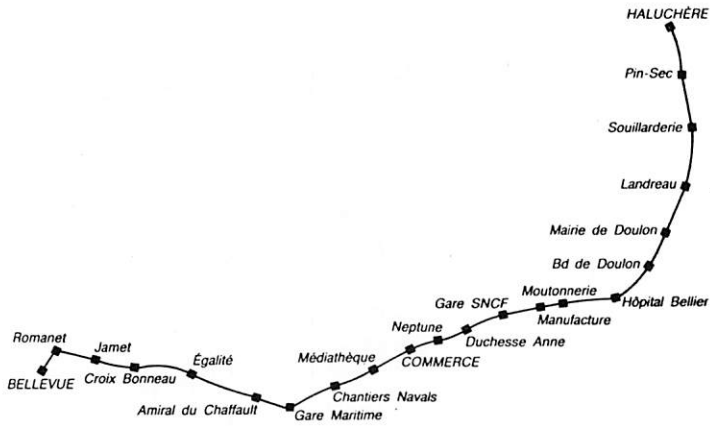 HALUCHÈRE
Pin-Sec
Souillarderie
Landreau
Mairie de Doulon
Bd de Doulon
Hôpital Bellier
Moutonnerie
Manufacture
Gare SNCF
Duchesse Anne
Neptune
COMMERCE
Médiathèque
Chantiers Navals
Gare Maritime
Amiral du Chaffault
Égalité
Croix Bonneau
Jamet
Romanet
BELLEVUE